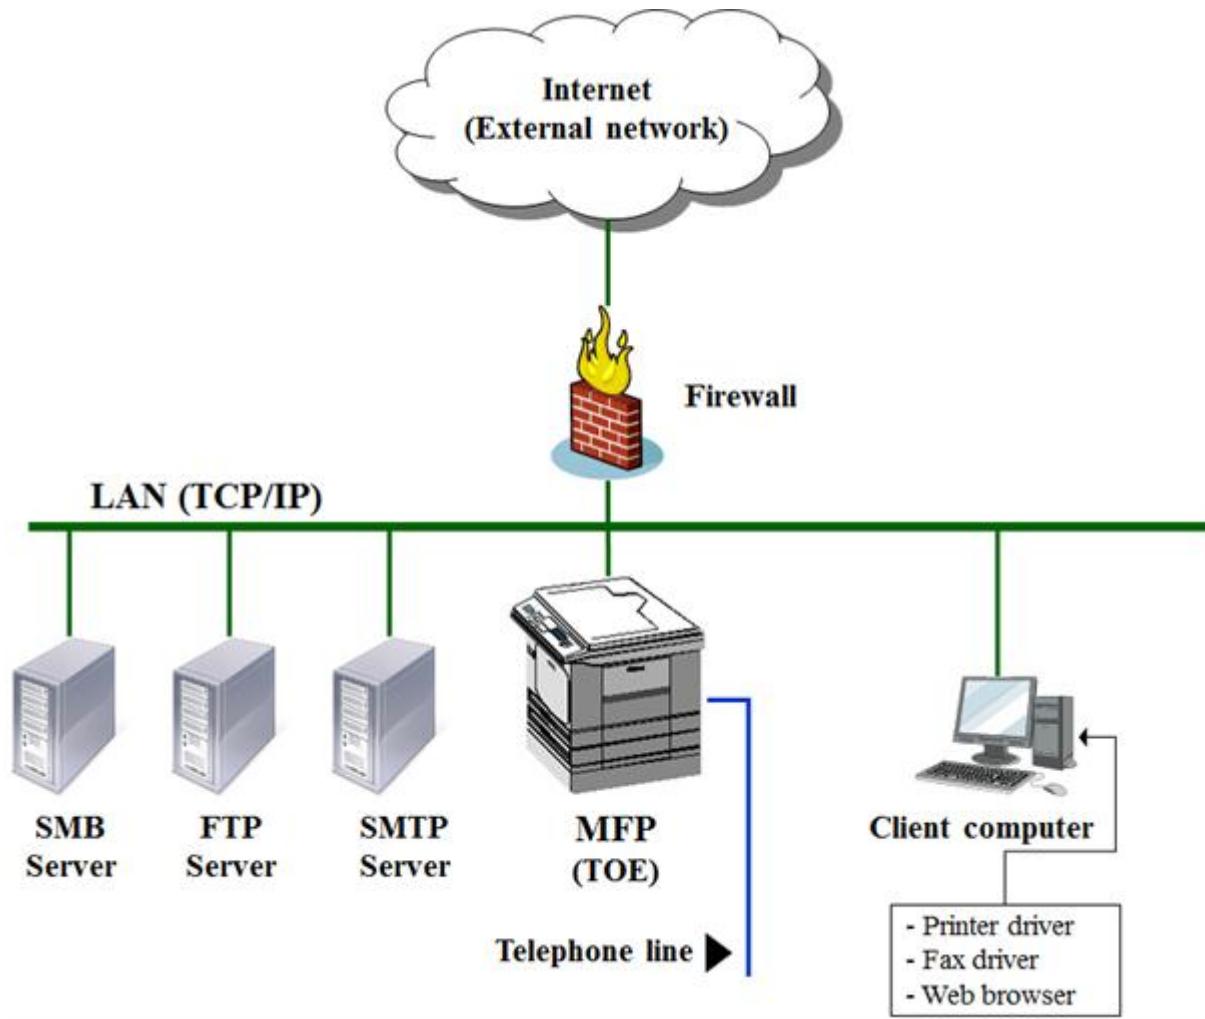 Internet
(External network)
Firewall
LAN (TCP/IP)
SMB
Server
FTP
Server
SMTP
Server
MFP
(TOE)
Client computer
Telephone line
- Printer driver
- Fax driver
- Web browser